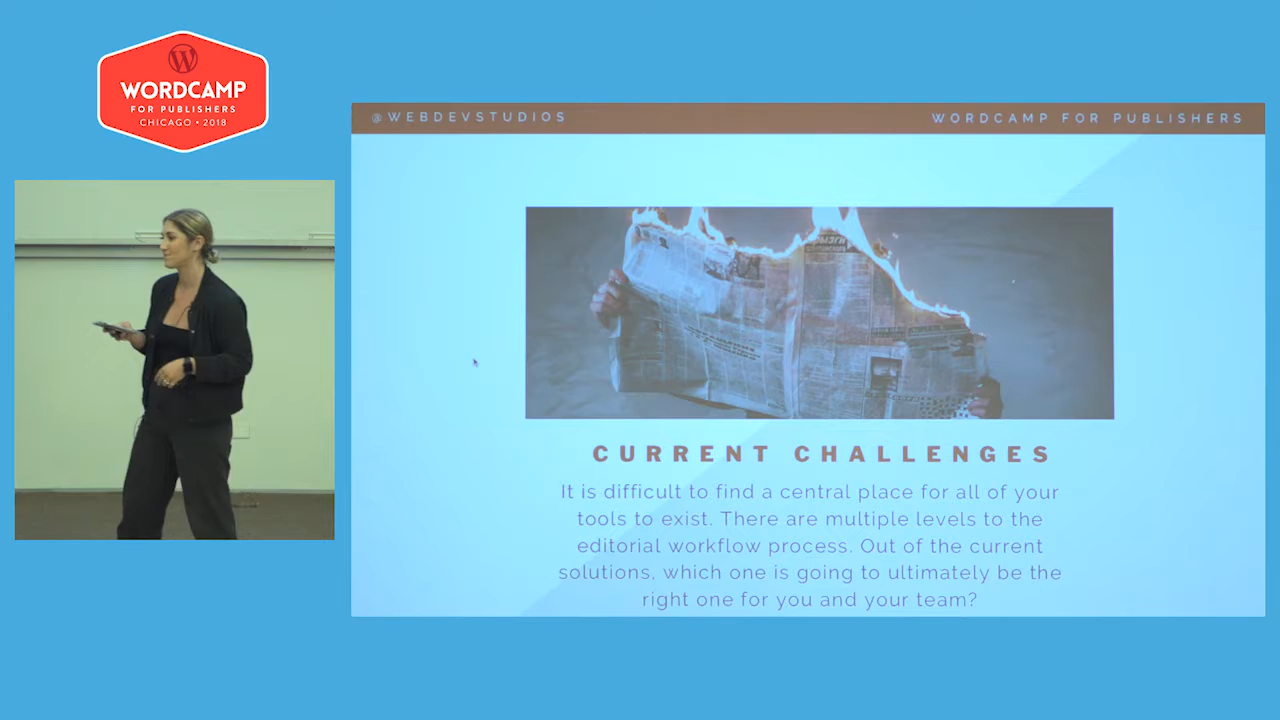 WORDCAMP
FOR PUBLISHERS
CHICAGO • 2018
@WEBDEVSTUDIOS
WORDCAMP FOR PUBLISHERS
CURRENT CHALLENGES
It is difficult to find a central place for all of your
tools to exist. There are multiple levels to the
editorial workflow process. Out of the current
solutions, which one is going to ultimately be the
right one for you and your team?